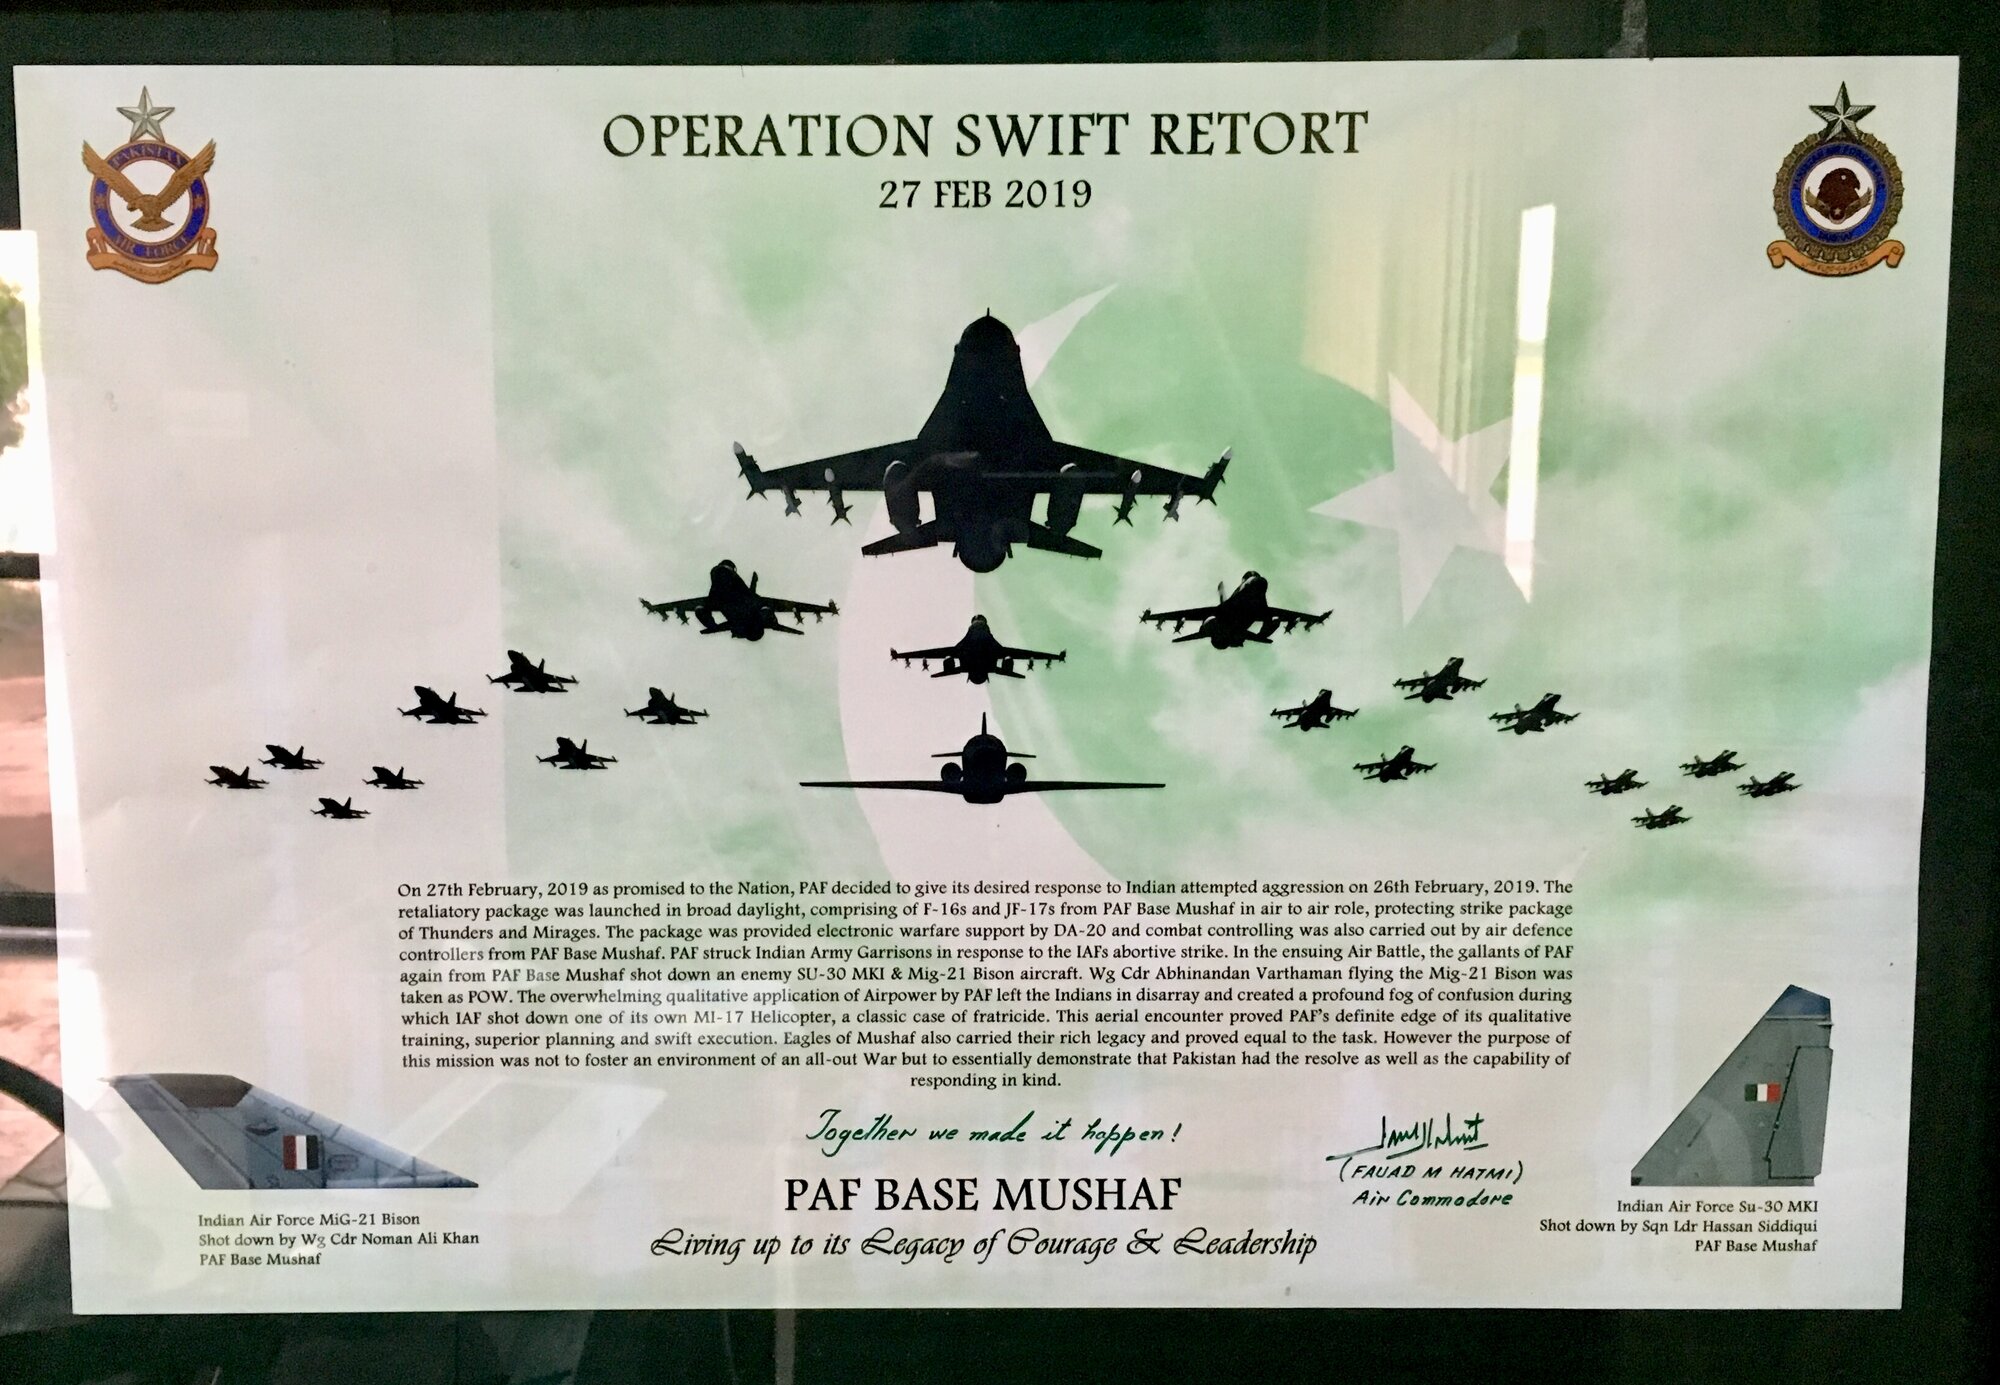 PAKISTAN
AIR FORCE
OPERATION SWIFT RETORT
27 FEB 2019
On 27th February, 2019 as promised to the Nation, PAF decided to give its desired response to Indian attempted aggression on 26th February, 2019. The
retaliatory package was launched in broad daylight, comprising of F-16s and JF-17s from PAF Base Mushaf in air to air role, protecting strike package
of Thunders and Mirages. The package was provided electronic warfare support by DA-20 and combat controlling was also carried out by air defence
controllers from PAF Base Mushaf. PAF struck Indian Army Garrisons in response to the IAFs abortive strike. In the ensuing Air Battle, the gallants of PAF
again from PAF Base Mushaf shot down an enemy SU-30 MKI & Mig-21 Bison aircraft. Wg Cdr Abhinandan Varthaman flying the Mig-21 Bison was
taken as POW. The overwhelming qualitative application of Airpower by PAF left the Indians in disarray and created a profound fog of confusion during
which IAF shot down one of its own MI-17 Helicopter, a classic case of fratricide. This aerial encounter proved PAF's definite edge of its qualitative
training, superior planning and swift execution. Eagles of Mushaf also carried their rich legacy and proved equal to the task. However the purpose of
this mission was not to foster an environment of an all-out War but to essentially demonstrate that Pakistan had the resolve as well as the capability of
responding in kind.
Together we made it happen!
(FAUAD M HATMI)
Air Commodore
PAF BASE MUSHAF
Living up to its Legacy of Courage & Leadership
Indian Air Force MiG-21 Bison
Shot down by Wg Cdr Noman Ali Khan
PAF Base Mushaf
Indian Air Force Su-30 MKI
Shot down by Sqn Ldr Hassan Siddiqui
PAF Base Mushaf